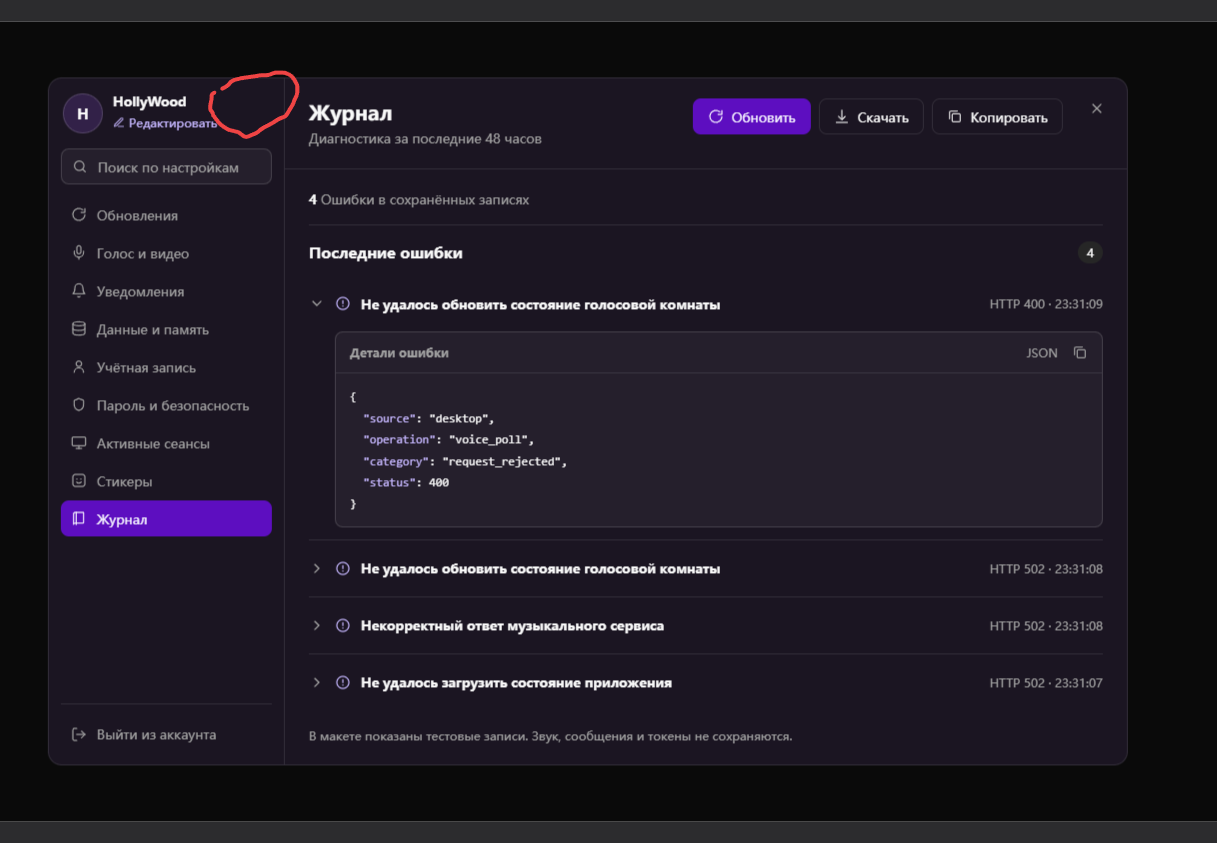 H
HollyWood
Редактировать
Поиск по настройкам
Обновления
Голос и видео
Уведомления
Данные и память
Учётная запись
Пароль и безопасность
Активные сеансы
Стикеры
Журнал
Выйти из аккаунта
Журнал
Диагностика за последние 48 часов
Обновить
Скачать
Копировать
4 Ошибки в сохранённых записях
Последние ошибки
4
Не удалось обновить состояние голосовой комнаты
HTTP 400 · 23:31:09
Детали ошибки
JSON
{
"source": "desktop",
"operation": "voice_poll",
"category": "request_rejected",
"status": 400
}
Не удалось обновить состояние голосовой комнаты
HTTP 502 · 23:31:08
Некорректный ответ музыкального сервиса
HTTP 502 · 23:31:08
Не удалось загрузить состояние приложения
HTTP 502 · 23:31:07
В макете показаны тестовые записи. Звук, сообщения и токены не сохраняются.